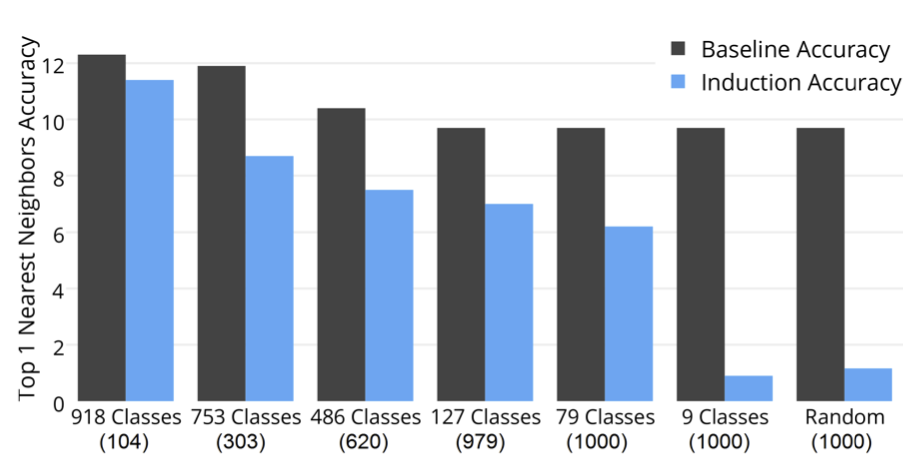 Top 1 Nearest Neighbors Accuracy
12
10
8
6
4
2
0
Baseline Accuracy
Induction Accuracy
918 Classes
(104)
753 Classes
(303)
486 Classes
(620)
127 Classes
(979)
79 Classes
(1000)
9 Classes
(1000)
Random
(1000)